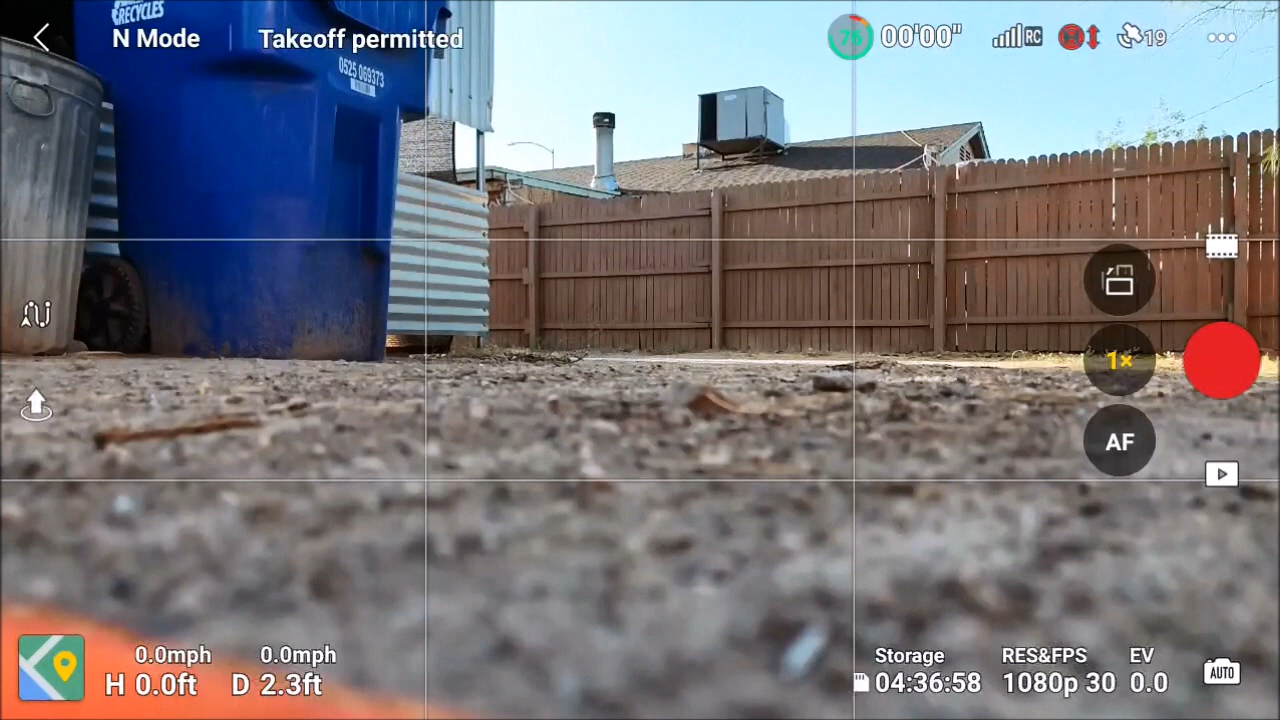 RECYCLES
N Mode
Takeoff permitted
75
00'00"
RC
19
0525 069373
1×
AF
0.0mph
0.0mph
H 0.0ft
D 2.3ft
Storage
04:36:58
RES&FPS
1080p 30
EV
0.0
AUTO